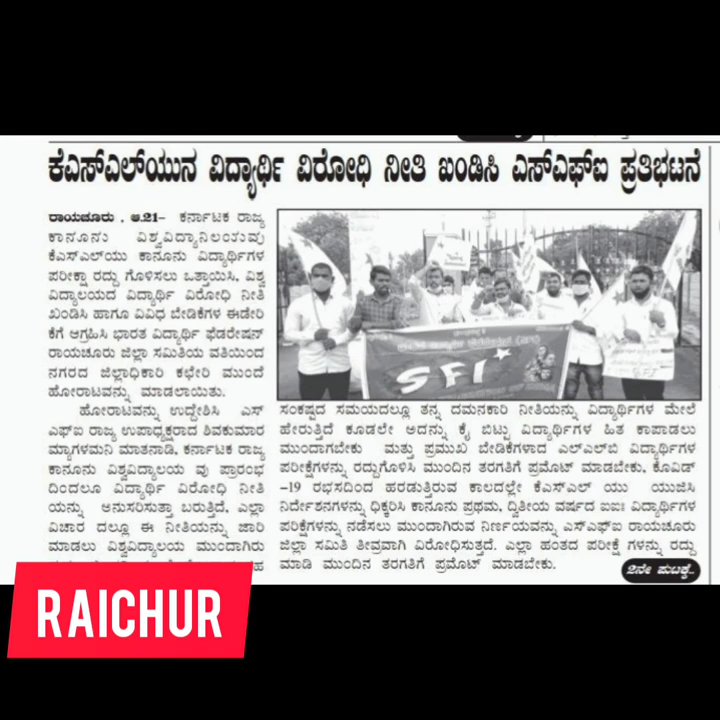 ಕೆಎಸ್ಎಲ್‌ಯುನ ವಿದ್ಯಾರ್ಥಿ ವಿರೋಧಿ ನೀತಿ ಖಂಡಿಸಿ ಎಸ್ಎಫ್ಐ ಪ್ರತಿಭಟನೆ
ರಾಯಚೂರು , ಆ.21– ಕರ್ನಾಟಕ ರಾಜ್ಯ
ಕಾನೂನು ವಿಶ್ವವಿದ್ಯಾನಿಲಯವು
ಕೆಎಸ್ಎಲ್‌ಯು ಕಾನೂನು ವಿದ್ಯಾರ್ಥಿಗಳ
ಪರೀಕ್ಷಾ ರದ್ದು ಗೊಳಿಸಲು ಒತ್ತಾಯಿಸಿ, ವಿಶ್ವ
ವಿದ್ಯಾಲಯದ ವಿದ್ಯಾರ್ಥಿ ವಿರೋಧಿ ನೀತಿ
ಖಂಡಿಸಿ ಹಾಗೂ ವಿವಿಧ ಬೇಡಿಕೆಗಳ ಈಡೇರಿ
ಕೆಗೆ ಆಗ್ರಹಿಸಿ ಭಾರತ ವಿದ್ಯಾರ್ಥಿ ಫೆಡರೇಷನ್
ರಾಯಚೂರು ಜಿಲ್ಲಾ ಸಮಿತಿಯ ವತಿಯಿಂದ
ನಗರದ ಜಿಲ್ಲಾಧಿಕಾರಿ ಕಛೇರಿ ಮುಂದೆ
ಹೋರಾಟವನ್ನು ಮಾಡಲಾಯಿತು.
ಹೋರಾಟವನ್ನು ಉದ್ದೇಶಿಸಿ ಎಸ್
ಎಫ್ಐ ರಾಜ್ಯ ಉಪಾಧ್ಯಕ್ಷರಾದ ಶಿವಕುಮಾರ
ಮ್ಯಾಗಳಮನಿ ಮಾತನಾಡಿ, ಕರ್ನಾಟಕ ರಾಜ್ಯ
ಕಾನೂನು ವಿಶ್ವವಿದ್ಯಾಲಯ ವು ಪ್ರಾರಂಭ
ದಿಂದಲೂ ವಿದ್ಯಾರ್ಥಿ ವಿರೋಧಿ ನೀತಿ
ಯನ್ನು ಅನುಸರಿಸುತ್ತಾ ಬರುತ್ತಿದೆ. ಎಲ್ಲಾ
ವಿಚಾರ ದಲ್ಲೂ ಈ ನೀತಿಯನ್ನು ಜಾರಿ
ಮಾಡಲು ವಿಶ್ವವಿದ್ಯಾಲಯ ಮುಂದಾಗಿರು
SFI
ಸಂಕಷ್ಟದ ಸಮಯದಲ್ಲೂ ತನ್ನ ದಮನಕಾರಿ ನೀತಿಯನ್ನು ವಿದ್ಯಾರ್ಥಿಗಳ ಮೇಲೆ
ಹೇರುತ್ತಿದೆ ಕೂಡಲೇ ಅದನ್ನು ಕೈ ಬಿಟ್ಟು ವಿದ್ಯಾರ್ಥಿಗಳ ಹಿತ ಕಾಪಾಡಲು
ಮುಂದಾಗಬೇಕು ಮತ್ತು ಪ್ರಮುಖ ಬೇಡಿಕೆಗಳಾದ ಎಲ್ಎಲ್‌ಬಿ ವಿದ್ಯಾರ್ಥಿಗಳ
ಪರೀಕ್ಷೆಗಳನ್ನು ರದ್ದುಗೊಳಿಸಿ ಮುಂದಿನ ತರಗತಿಗೆ ಪ್ರಮೋಟ್ ಮಾಡಬೇಕು, ಕೊವಿಡ್
–19 ರಭಸದಿಂದ ಹರಡುತ್ತಿರುವ ಕಾಲದಲ್ಲೇ ಕೆಎಸ್ಎಲ್ ಯು ಯುಜಿಸಿ
ನಿರ್ದೇಶನಗಳನ್ನು ಧಿಕ್ಕರಿಸಿ ಕಾನೂನು ಪ್ರಥಮ, ದ್ವಿತೀಯ ವರ್ಷದ ಐಐಃ ವಿದ್ಯಾರ್ಥಿಗಳ
ಪರಿಕ್ಷೆಗಳನ್ನು ನಡೆಸಲು ಮುಂದಾಗಿರುವ ನಿರ್ಣಯವನ್ನು ಎಸ್ಎಫ್ಐ ರಾಯಚೂರು
ಜಿಲ್ಲಾ ಸಮಿತಿ ತೀವ್ರವಾಗಿ ವಿರೋಧಿಸುತ್ತದೆ. ಎಲ್ಲಾ ಹಂತದ ಪರೀಕ್ಷೆ ಗಳನ್ನು ರದ್ದು
ಮಾಡಿ ಮುಂದಿನ ತರಗತಿಗೆ ಪ್ರಮೋಟ್ ಮಾಡಬೇಕು.
2ನೇ ಪುಟಕ್ಕೆ..
RAICHUR